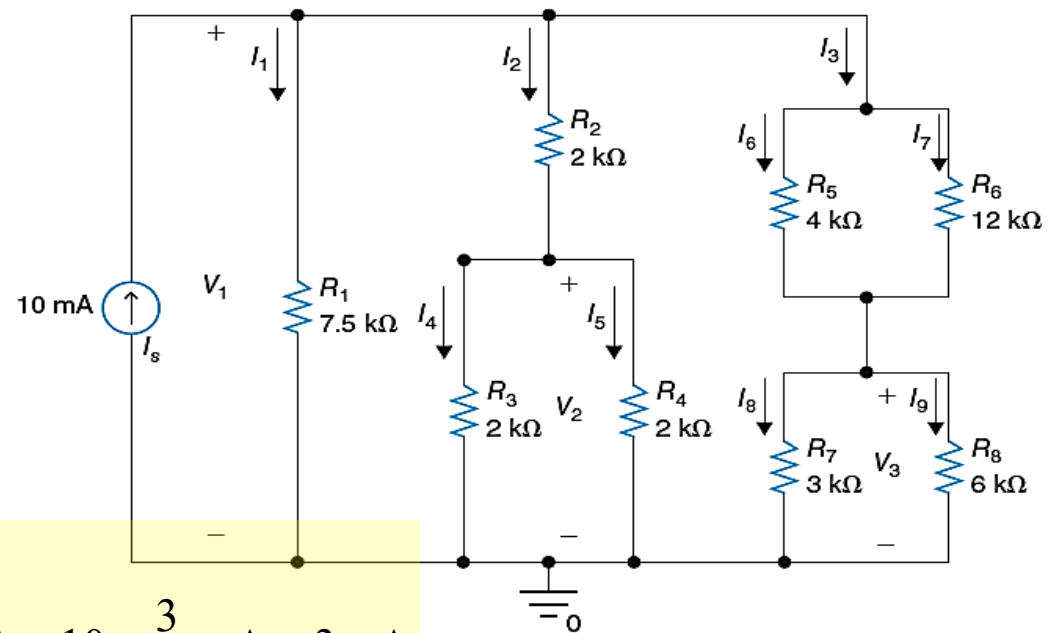 +
I₁
I₂
I₃
R₂
2 kΩ
I₆
I₇
R₅
4 kΩ
R₆
12 kΩ
10 mA
Iₛ
V₁
R₁
7.5 kΩ
+
I₄
I₅
R₃
2 kΩ
V₂
R₄
2 kΩ
I₈
+ I₉
R₇
3 kΩ
V₃
R₈
6 kΩ
−
−
−
0
3